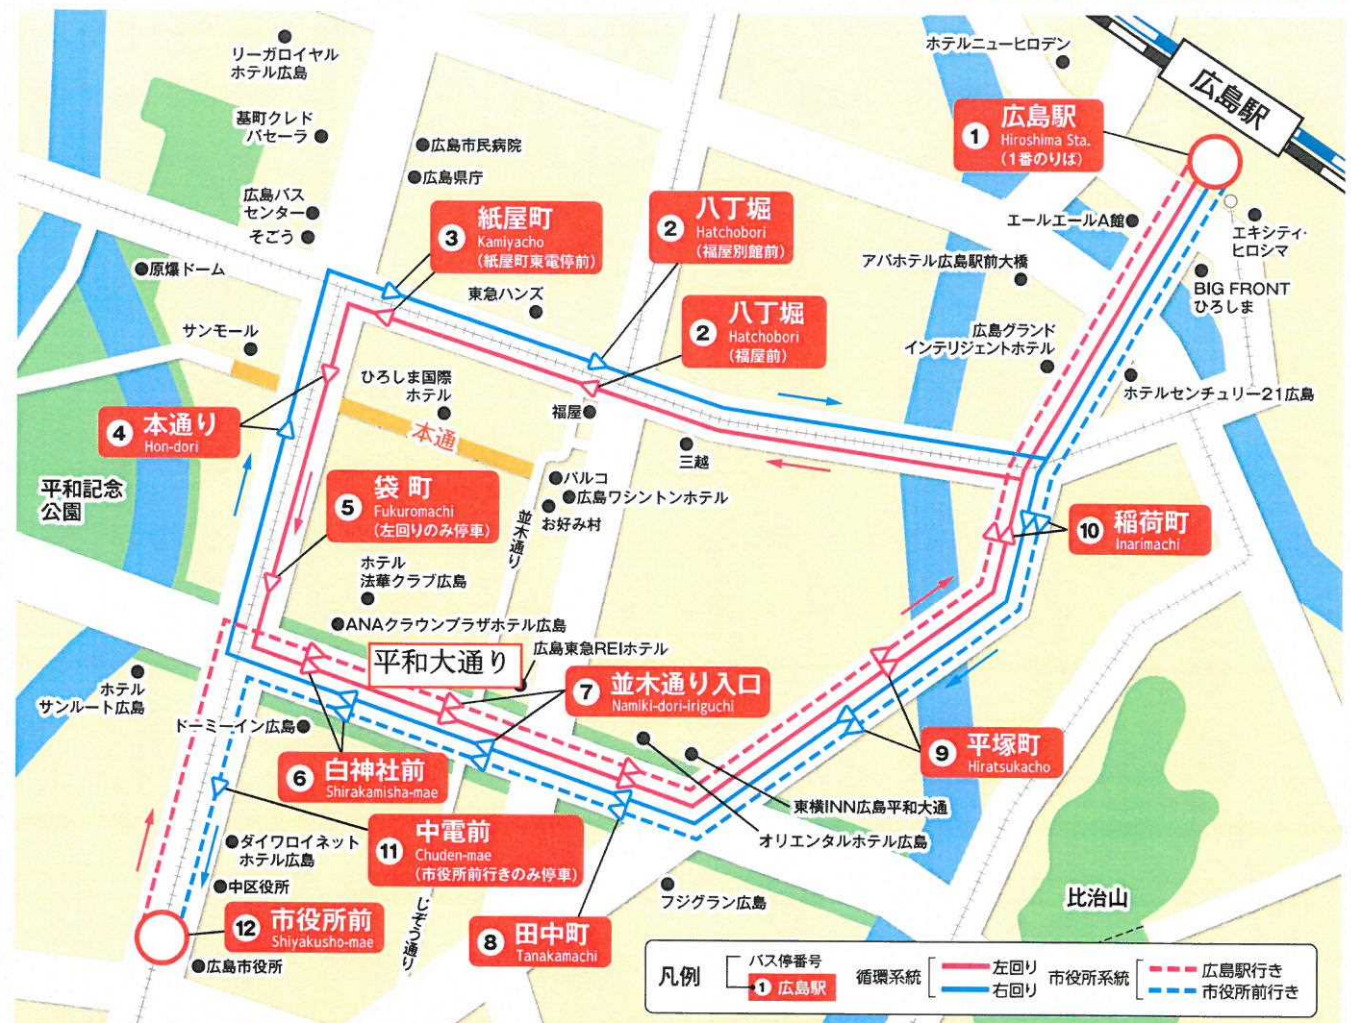 リーガロイヤル
ホテル広島
基町クレド
パセーラ
広島市民病院
広島県庁
広島バス
センター
そごう
原爆ドーム
サンモール
ホテルニューヒロデン
広島駅
1 広島駅
Hiroshima Sta.
(1番のりば)
エールエールA館
エキシティ・
ヒロシマ
アパホテル広島駅前大橋
BIG FRONT
ひろしま
広島グランド
インテリジェントホテル
ホテルセンチュリー21広島
3 紙屋町
Kamiyacho
(紙屋町東電停前)
2 八丁堀
Hatchobori
(福屋別館前)
東急ハンズ
2 八丁堀
Hatchobori
(福屋前)
ひろしま国際
ホテル
本通
福屋
三越
4 本通り
Hon-dori
平和記念
公園
5 袋町
Fukuromachi
(左回りのみ停車)
パルコ
広島ワシントンホテル
お好み村
並木通り
10 稲荷町
Inarimachi
ホテル
法華クラブ広島
ANAクラウンプラザホテル広島
平和大通り
広島東急REIホテル
ホテル
サンルート広島
ドーミーイン広島
7 並木通り入口
Namiki-dori-iriguchi
6 白神社前
Shirakamisha-mae
9 平塚町
Hiratsukacho
東横INN広島平和大通
オリエンタルホテル広島
11 中電前
Chuden-mae
(市役所前行きのみ停車)
ダイワロイネット
ホテル広島
中区役所
フジグラン広島
比治山
12 市役所前
Shiyakusho-mae
広島市役所
じぞう通り
8 田中町
Tanakamachi
凡例
バス停番号
1 広島駅
循環系統
左回り
右回り
市役所系統
広島駅行き
市役所前行き